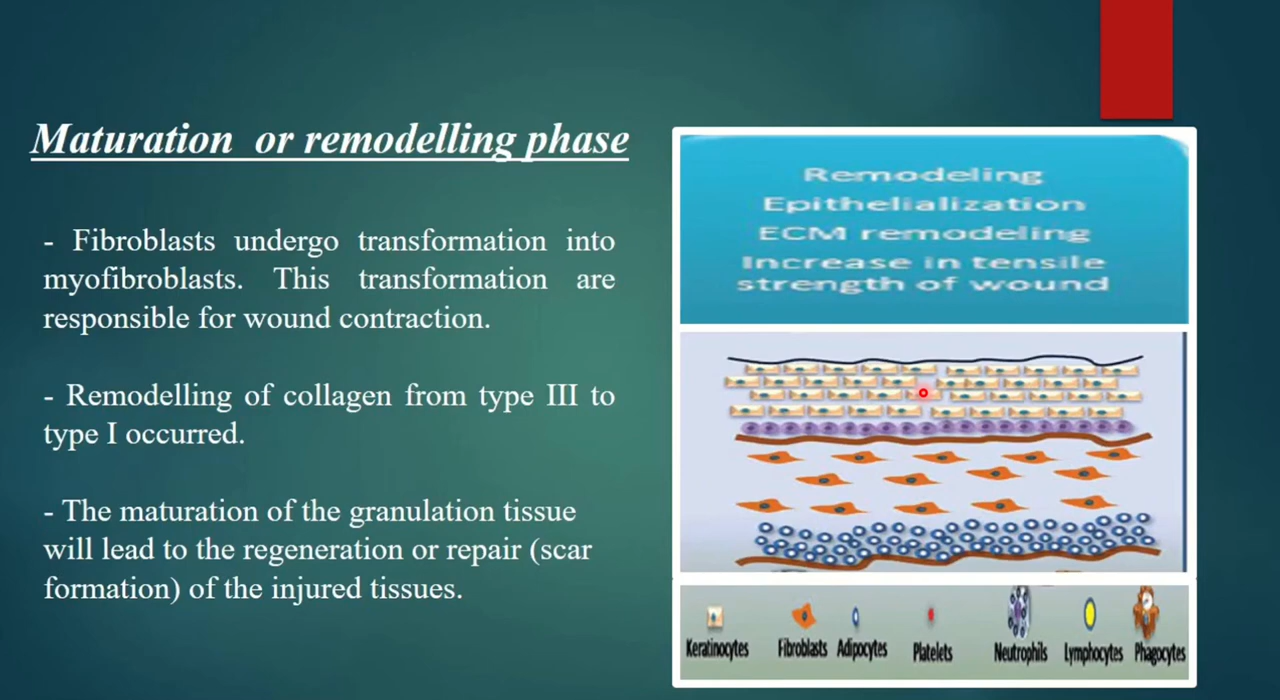 Maturation or remodelling phase
- Fibroblasts undergo transformation into
myofibroblasts. This transformation are
responsible for wound contraction.
- Remodelling of collagen from type III to
type I occurred.
- The maturation of the granulation tissue
will lead to the regeneration or repair (scar
formation) of the injured tissues.
Remodeling
Epithelialization
ECM remodeling
Increase in tensile
strength of wound
Keratinocytes Fibroblasts Adipocytes Platelets Neutrophils Lymphocytes Phagocytes